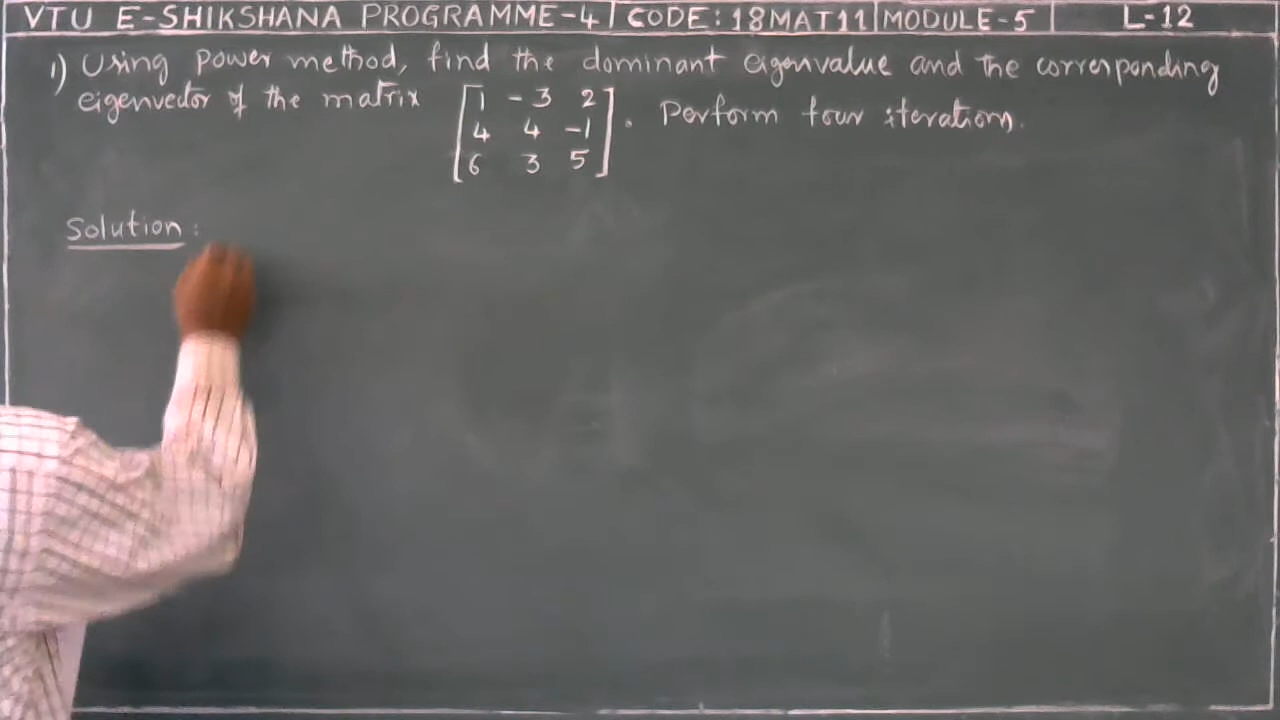 VTU E-SHIKSHANA PROGRAMME-4 | CODE: 18MAT11 | MODULE-5 | L-12
1) Using power method, find the dominant eigenvalue and the corresponding
eigenvector of the matrix [1 -3 2
4 4 -1
6 3 5]. Perform four iterations.
Solution: